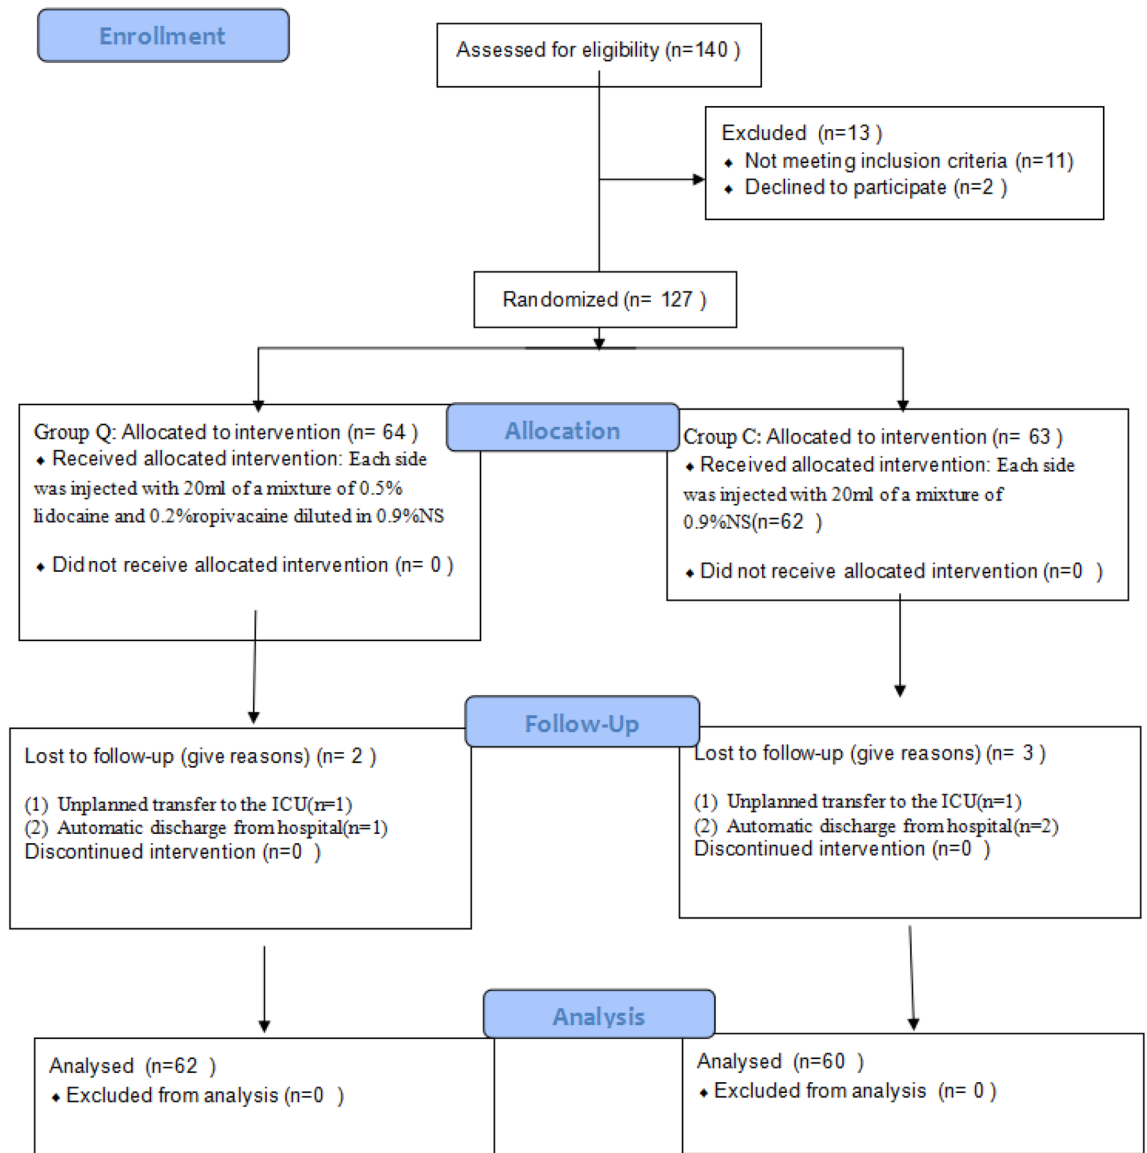 Enrollment
Assessed for eligibility (n=140 )
Excluded (n=13 )
⬥ Not meeting inclusion criteria (n=11)
⬥ Declined to participate (n=2 )
Randomized (n= 127 )
Allocation
Group Q: Allocated to intervention (n= 64 )
⬥ Received allocated intervention: Each side
was injected with 20ml of a mixture of 0.5%
lidocaine and 0.2%ropivacaine diluted in 0.9%NS
⬥ Did not receive allocated intervention (n= 0 )
Croup C: Allocated to intervention (n= 63 )
⬥ Received allocated intervention: Each side
was injected with 20ml of a mixture of
0.9%NS(n=62 )
⬥ Did not receive allocated intervention (n=0 )
Follow-Up
Lost to follow-up (give reasons) (n= 2 )
(1) Unplanned transfer to the ICU(n=1)
(2) Automatic discharge from hospital(n=1)
Discontinued intervention (n=0 )
Lost to follow-up (give reasons) (n= 3 )
(1) Unplanned transfer to the ICU(n=1)
(2) Automatic discharge from hospital(n=2)
Discontinued intervention (n=0 )
Analysis
Analysed (n=62 )
⬥ Excluded from analysis (n=0 )
Analysed (n=60 )
⬥ Excluded from analysis (n= 0 )